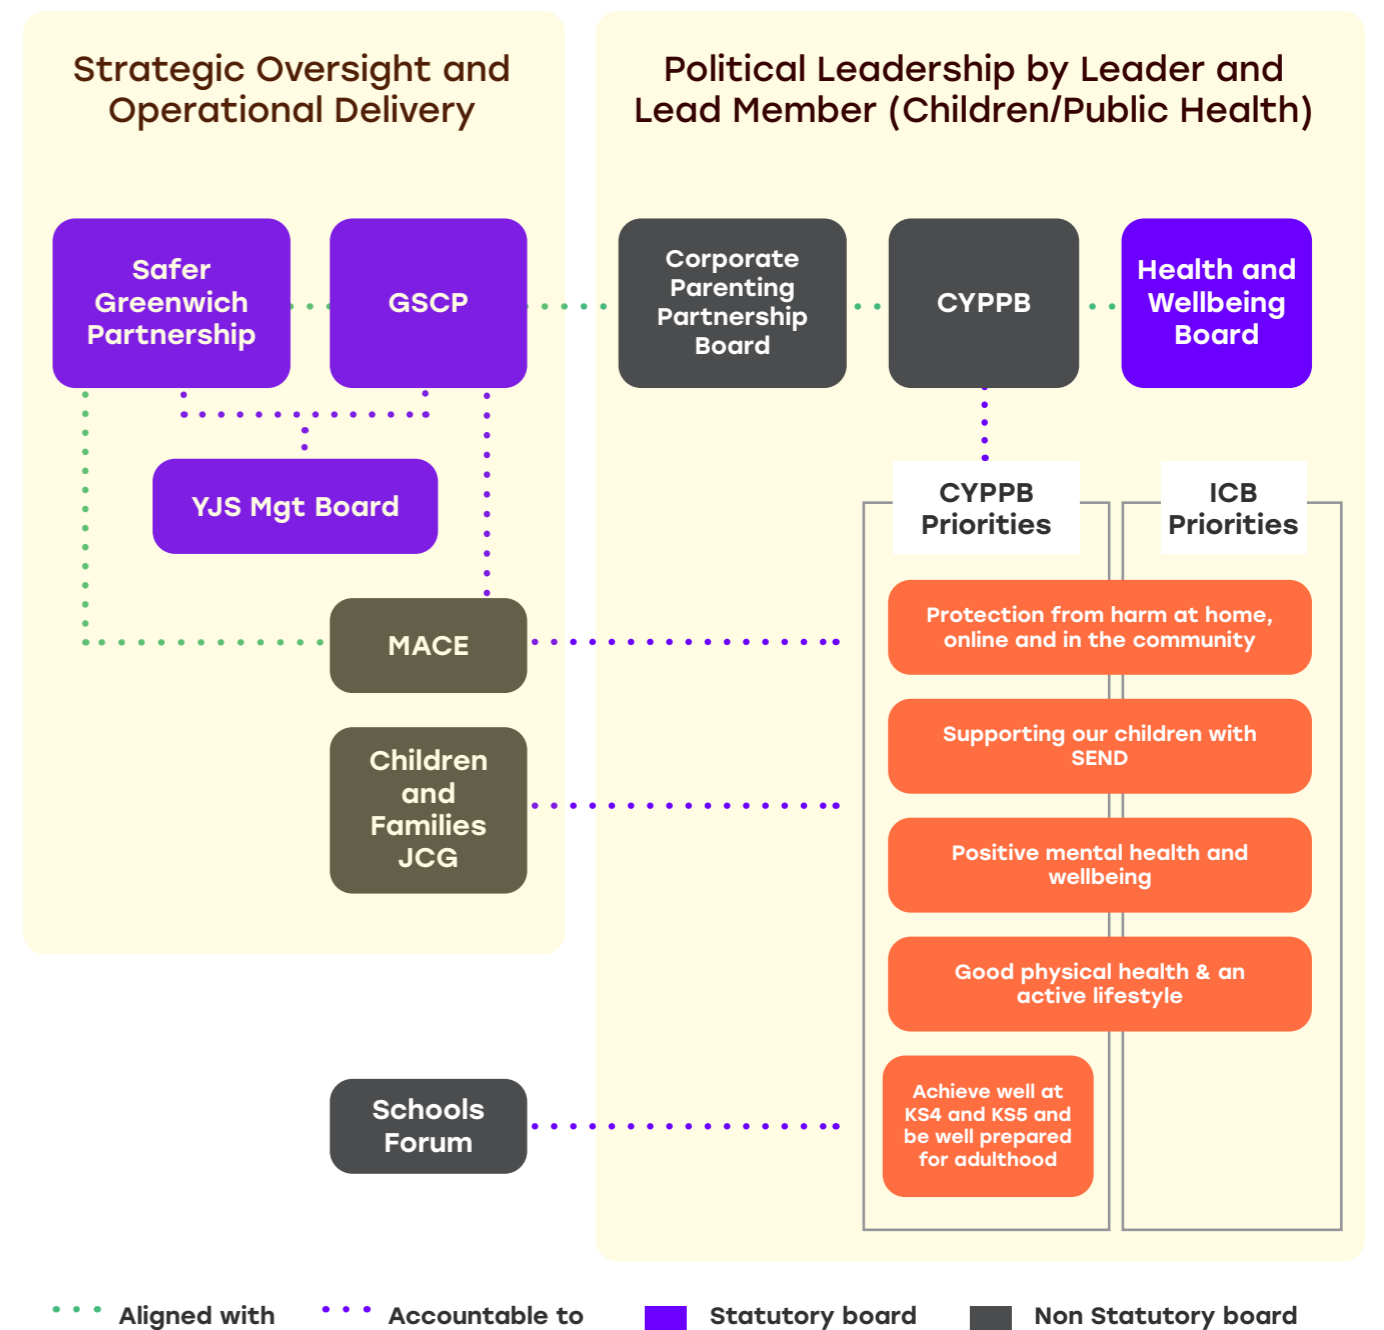 Strategic Oversight and
Operational Delivery
Political Leadership by Leader and
Lead Member (Children/Public Health)
Safer
Greenwich
Partnership
GSCP
Corporate
Parenting
Partnership
Board
CYPPB
Health and
Wellbeing
Board
YJS Mgt Board
CYPPB
Priorities
ICB
Priorities
MACE
Protection from harm at home,
online and in the community
Supporting our children with
SEND
Children
and
Families
JCG
Positive mental health and
wellbeing
Good physical health & an
active lifestyle
Schools
Forum
Achieve well at
KS4 and KS5 and
be well prepared
for adulthood
Aligned with
Accountable to
Statutory board
Non Statutory board